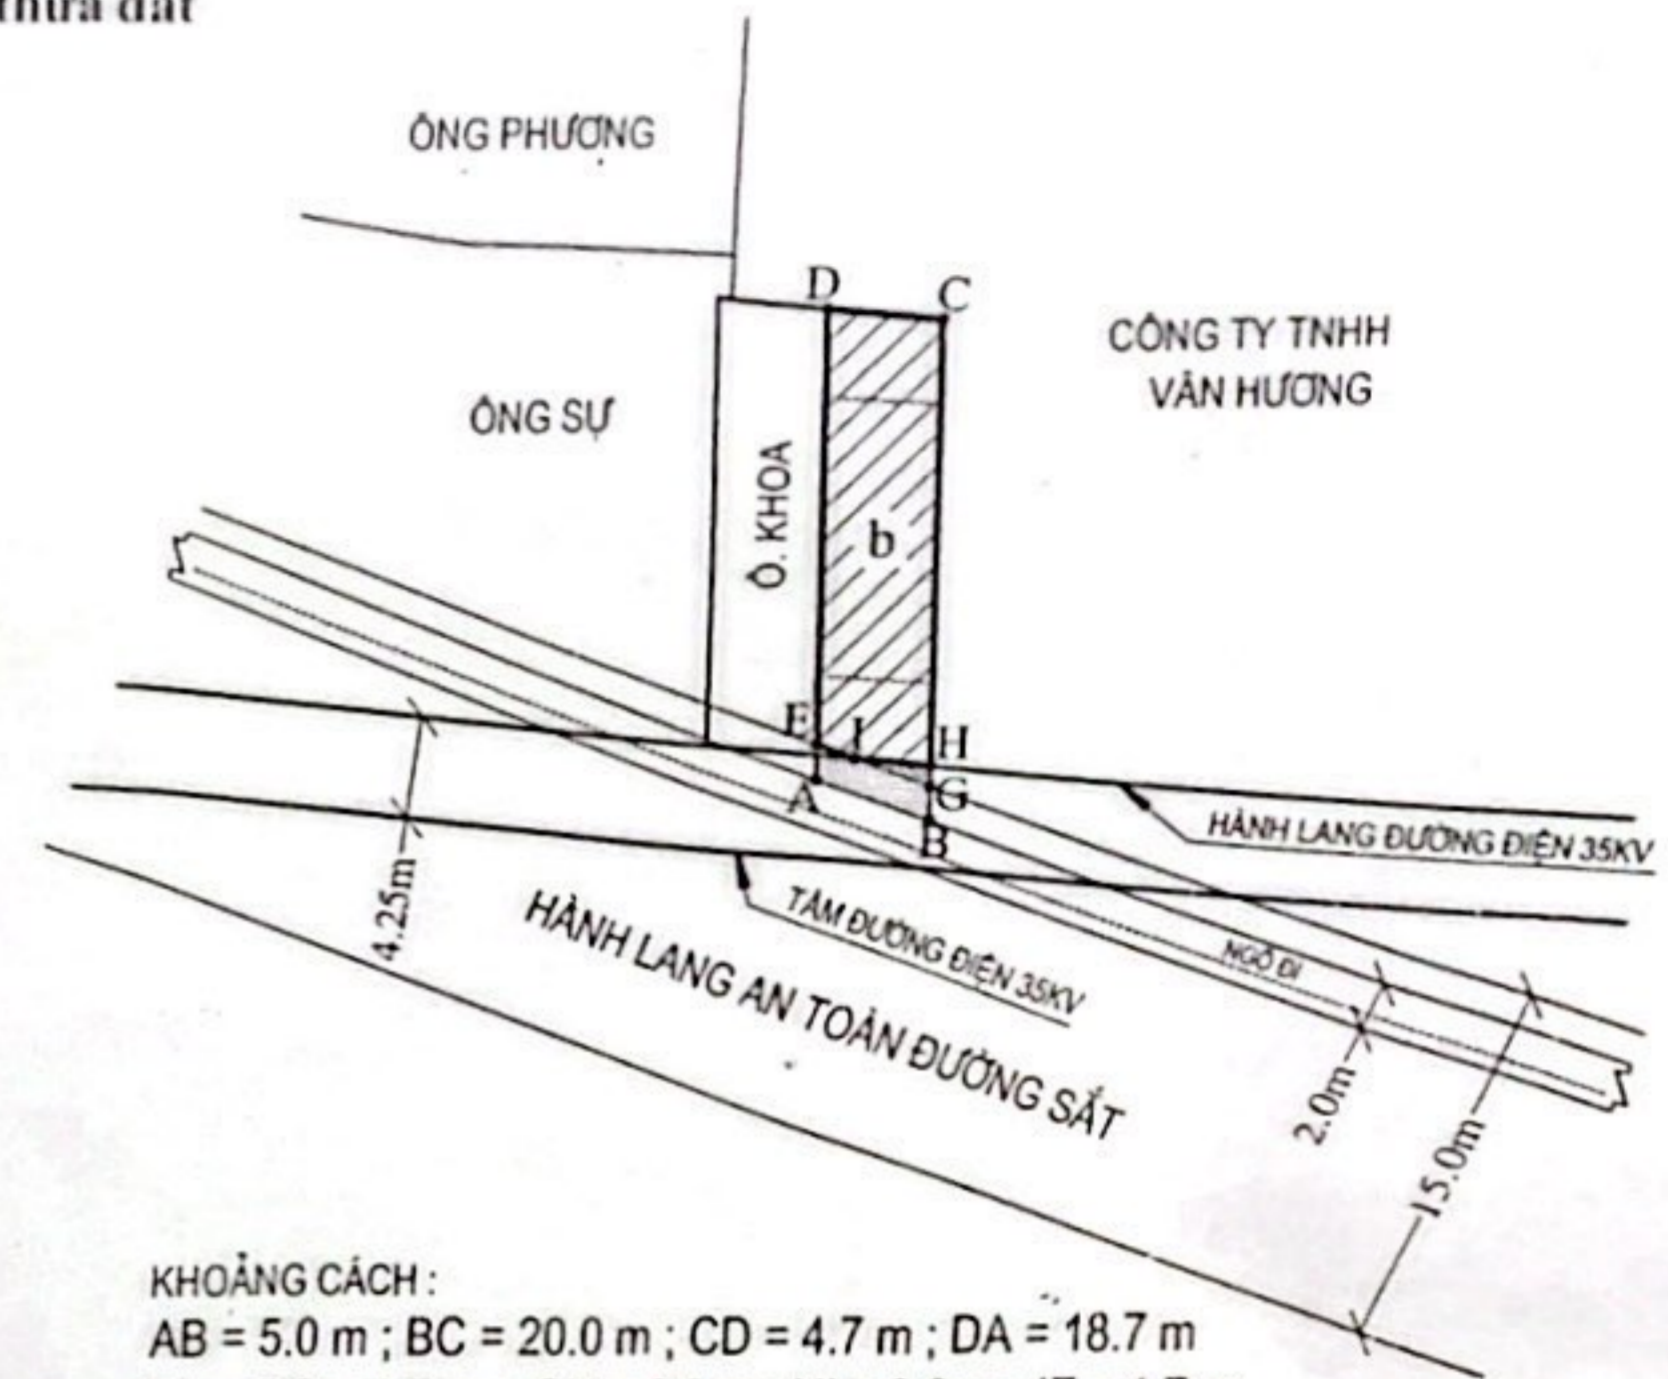 thửa đất
ÔNG PHƯỢNG
D
C
CÔNG TY TNHH
VÂN HƯƠNG
ÔNG SỰ
Ô. KHOA
b
E
I
H
A
G
B
HÀNH LANG ĐƯỜNG ĐIỆN 35KV
4.25m
TÂM ĐƯỜNG ĐIỆN 35KV
HÀNH LANG AN TOÀN ĐƯỜNG SẮT
NGÕ ĐI
2.0m
15.0m
KHOẢNG CÁCH :
AB = 5.0 m ; BC = 20.0 m ; CD = 4.7 m ; DA = 18.7 m